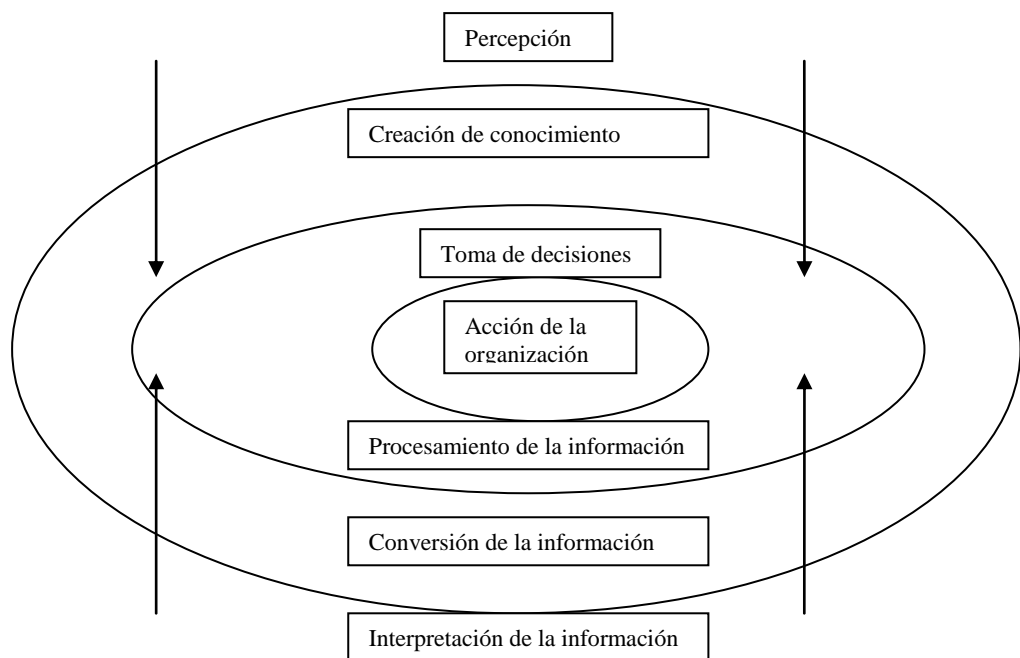 Percepción
Creación de conocimiento
Toma de decisiones
Acción de la
organización
Procesamiento de la información
Conversión de la información
Interpretación de la información